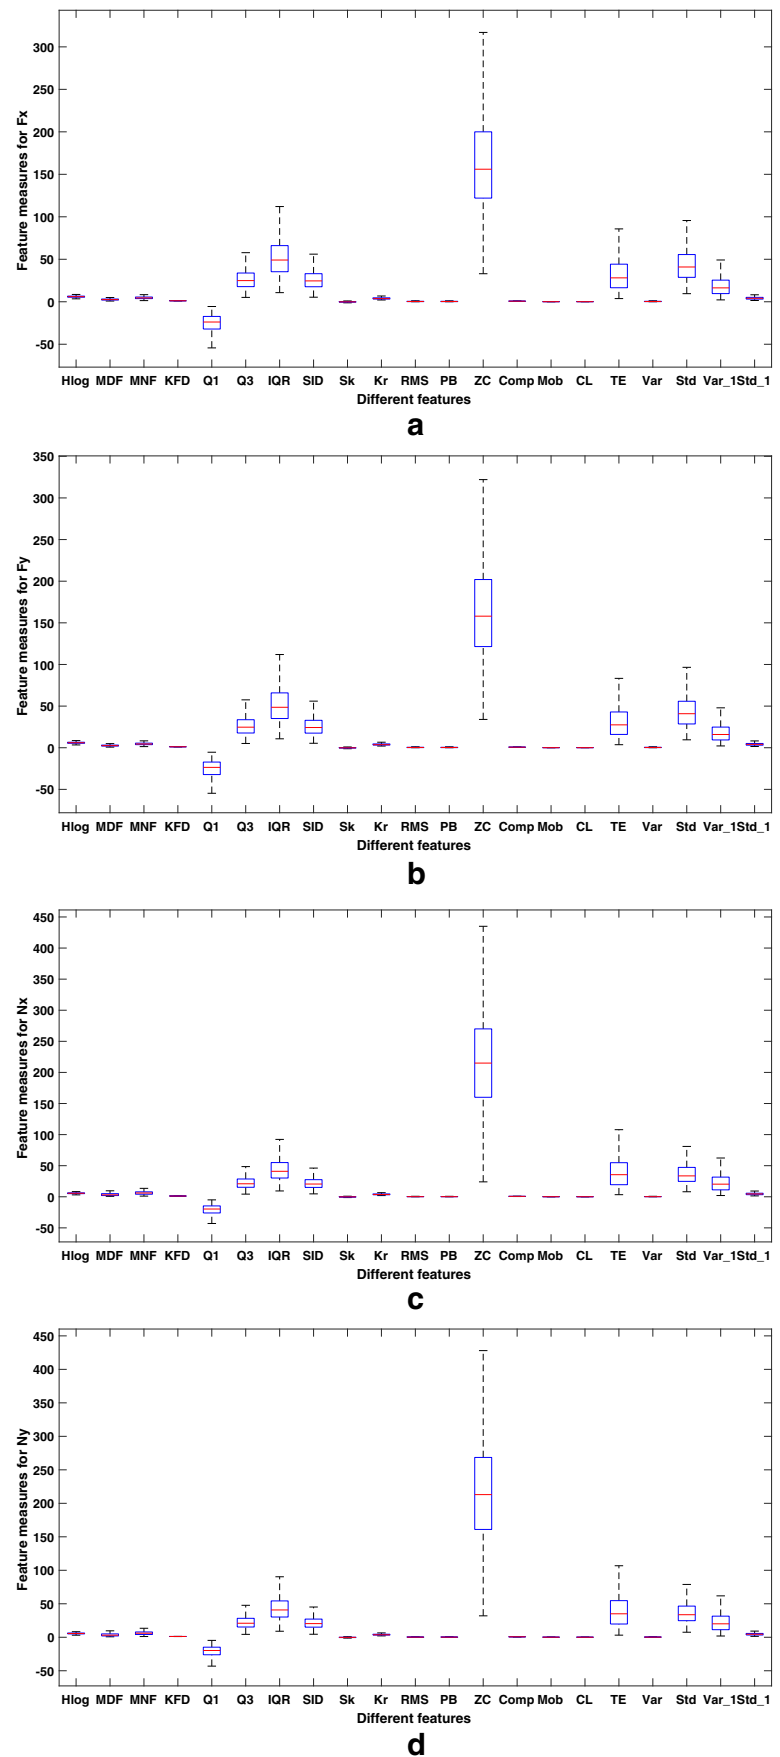 300
250
200
150
100
50
0
-50
Feature measures for Fx
Hlog MDF MNF KFD Q1 Q3 IQR SID Sk Kr RMS PB ZC Comp Mob CL TE Var Std Var_1 Std_1
Different features
a
350
300
250
200
150
100
50
0
-50
Feature measures for Fy
Hlog MDF MNF KFD Q1 Q3 IQR SID Sk Kr RMS PB ZC Comp Mob CL TE Var Std Var_1 Std_1
Different features
b
450
400
350
300
250
200
150
100
50
0
-50
Feature measures for Nx
Hlog MDF MNF KFD Q1 Q3 IQR SID Sk Kr RMS PB ZC Comp Mob CL TE Var Std Var_1 Std_1
Different features
c
450
400
350
300
250
200
150
100
50
0
-50
Feature measures for Ny
Hlog MDF MNF KFD Q1 Q3 IQR SID Sk Kr RMS PB ZC Comp Mob CL TE Var Std Var_1 Std_1
Different features
d